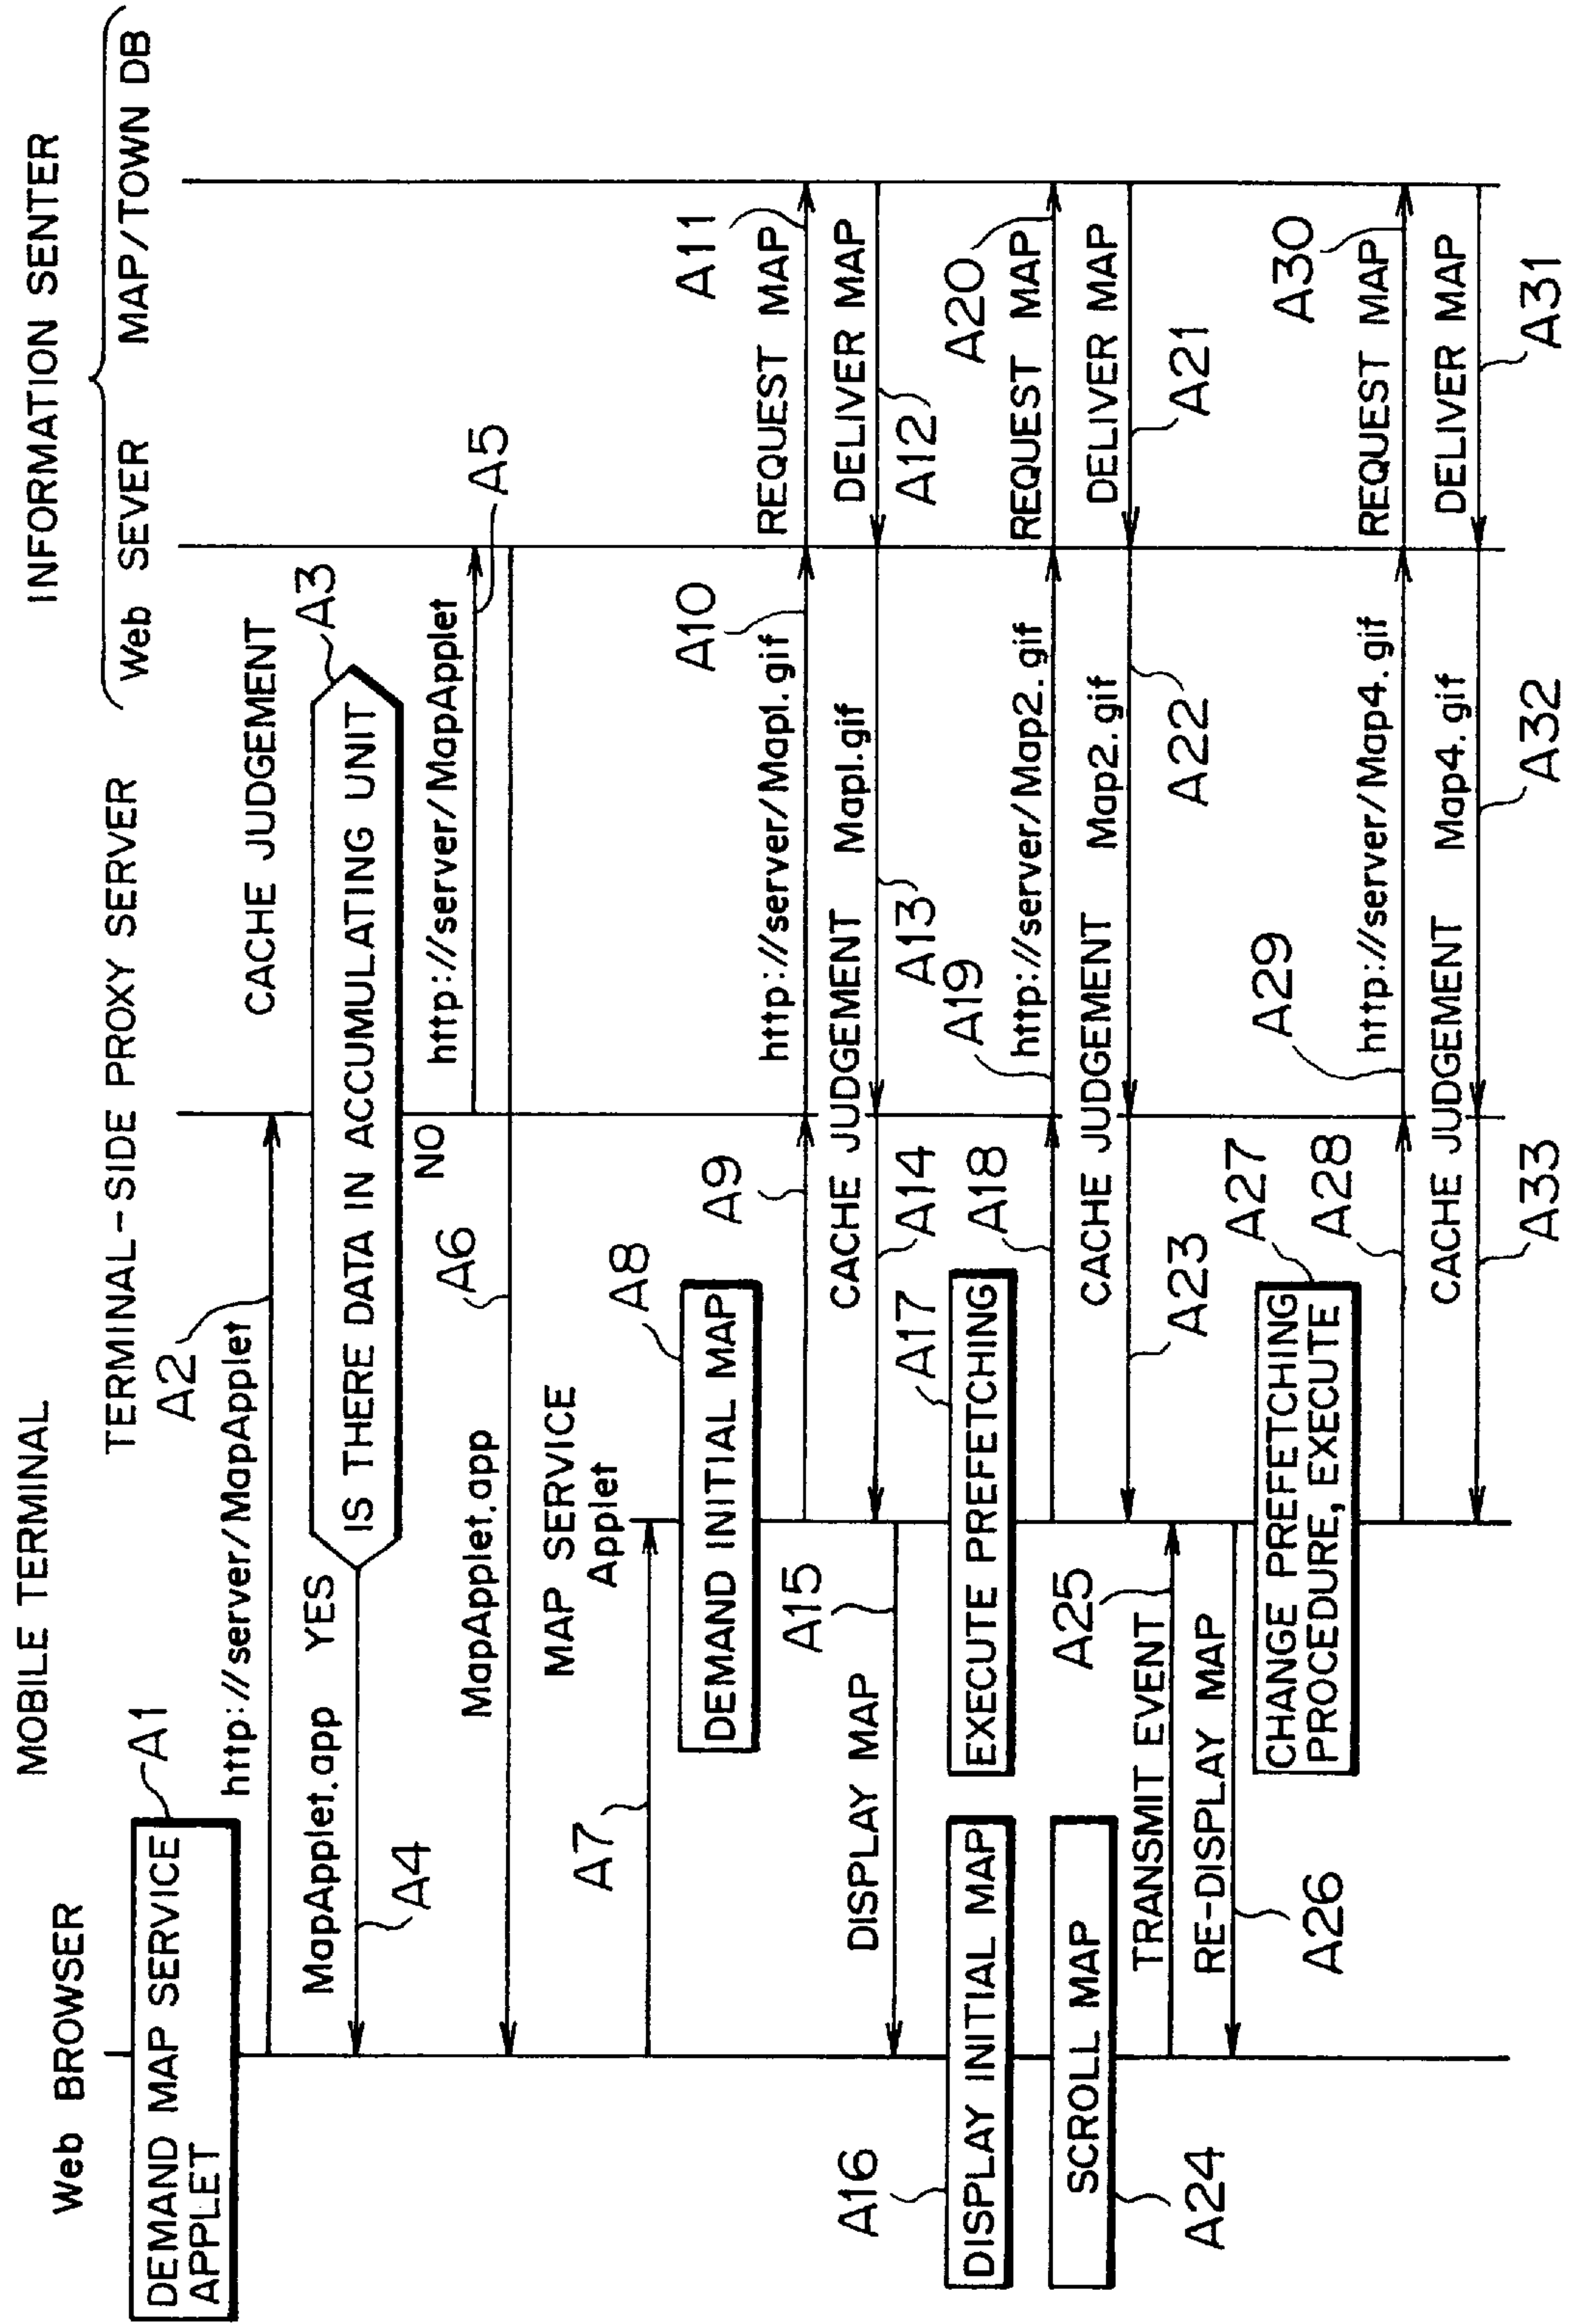 MOBILE TERMINAL
INFORMATION SENTER
Web BROWSER
TERMINAL-SIDE PROXY SERVER
Web SEVER
MAP/TOWN DB
DEMAND MAP SERVICE
APPLET
A1
A2
http://server/MapApplet
CACHE JUDGEMENT
A3
IS THERE DATA IN ACCUMULATING UNIT
MapApplet.app
YES
A4
NO
http://server/MapApplet
A5
MapApplet.app
A6
MAP SERVICE
Applet
A7
A8
DEMAND INITIAL MAP
A9
A10
http://server/Map1.gif
A11
REQUEST MAP
CACHE JUDGEMENT
Map1.gif
DELIVER MAP
A12
A13
A14
A15
DISPLAY MAP
A16
DISPLAY INITIAL MAP
A17
EXECUTE PREFETCHING
A18
A19
http://server/Map2.gif
A20
REQUEST MAP
CACHE JUDGEMENT
Map2.gif
DELIVER MAP
A21
A22
A23
SCROLL MAP
A24
TRANSMIT EVENT
A25
RE-DISPLAY MAP
A26
CHANGE PREFETCHING
PROCEDURE, EXECUTE
A27
A28
A29
http://server/Map4.gif
A30
REQUEST MAP
CACHE JUDGEMENT
Map4.gif
DELIVER MAP
A31
A32
A33